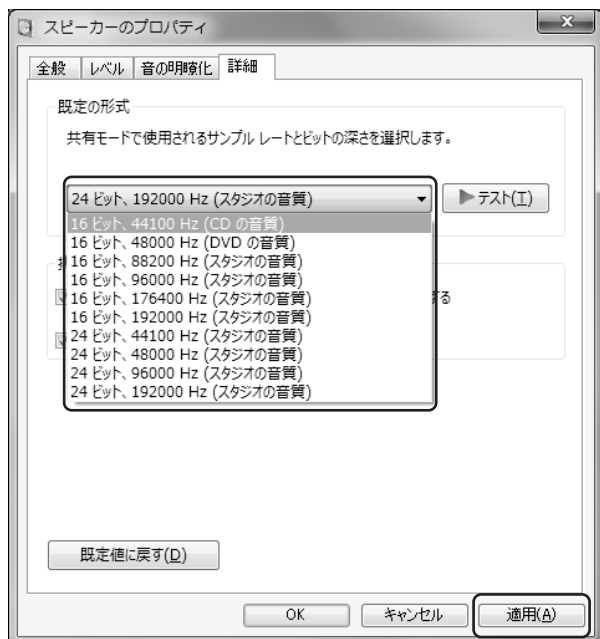 スピーカーのプロパティ
全般 レベル 音の明瞭化 詳細
既定の形式
共有モードで使用されるサンプル レートとビットの深さを選択します。
24 ビット、192000 Hz (スタジオの音質) テスト(T)
16 ビット、44100 Hz (CD の音質)
16 ビット、48000 Hz (DVD の音質)
16 ビット、88200 Hz (スタジオの音質)
16 ビット、96000 Hz (スタジオの音質)
16 ビット、176400 Hz (スタジオの音質) する
16 ビット、192000 Hz (スタジオの音質)
24 ビット、44100 Hz (スタジオの音質)
24 ビット、48000 Hz (スタジオの音質)
24 ビット、96000 Hz (スタジオの音質)
24 ビット、192000 Hz (スタジオの音質)
既定値に戻す(D)
OK キャンセル 適用(A)